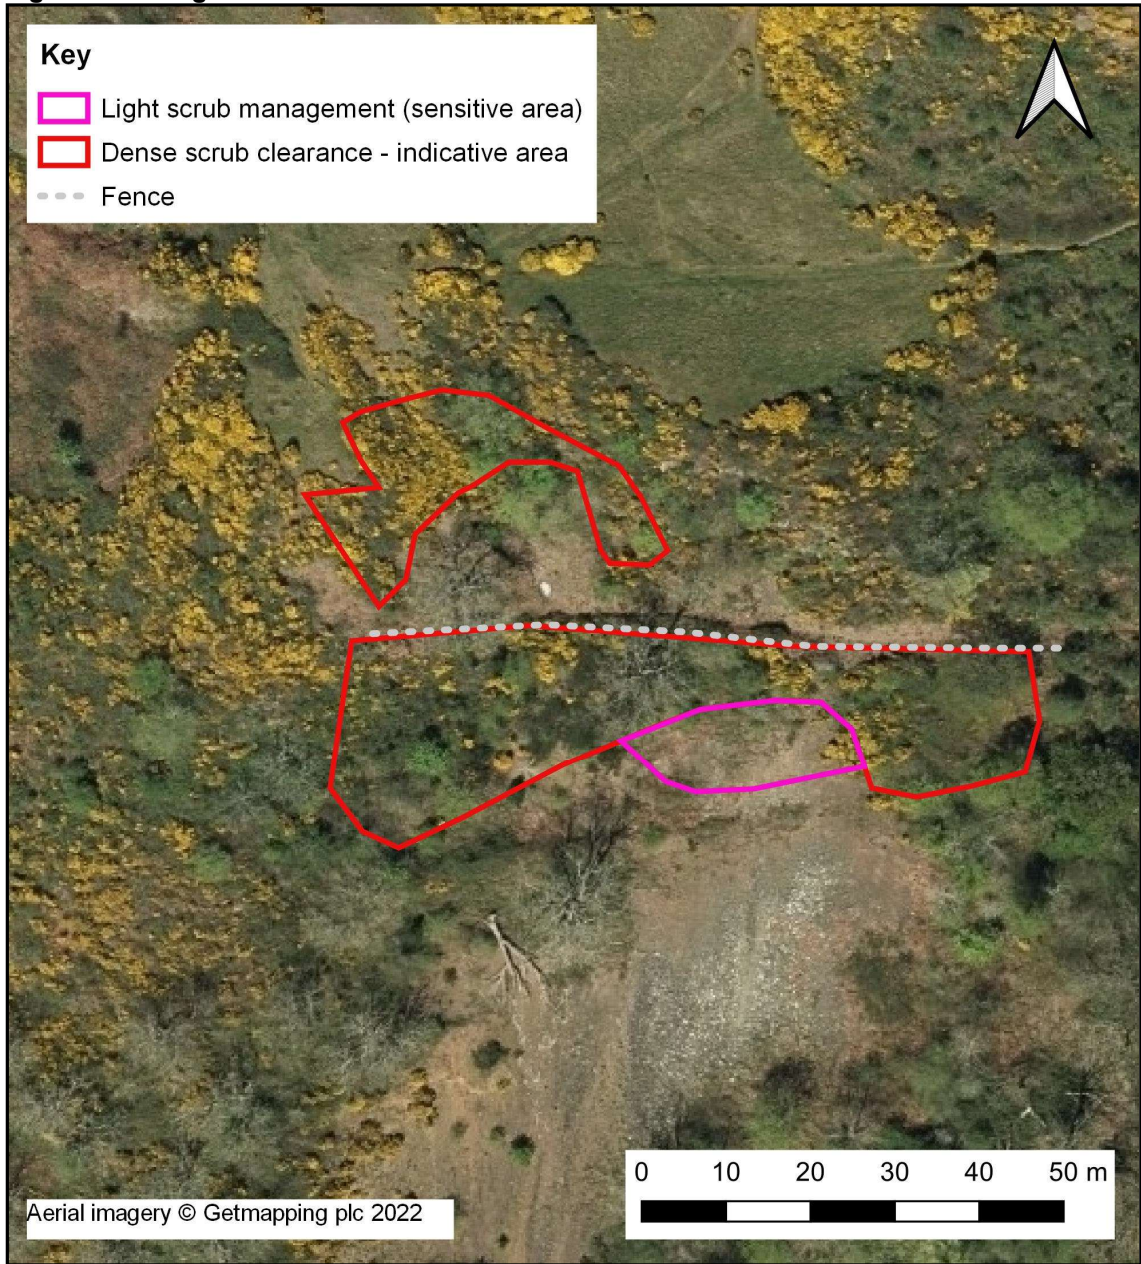 Key
Light scrub management (sensitive area)
Dense scrub clearance - indicative area
Fence
0 10 20 30 40 50 m
Aerial imagery © Getmapping plc 2022